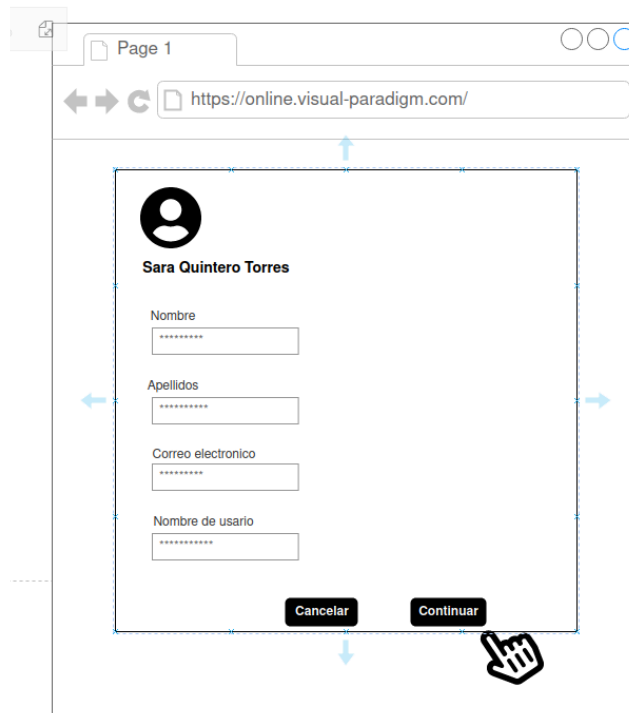 Page 1
https://online.visual-paradigm.com/
Sara Quintero Torres
Nombre
*********
Apellidos
**********
Correo electronico
*********
Nombre de usario
***********
Cancelar
Continuar